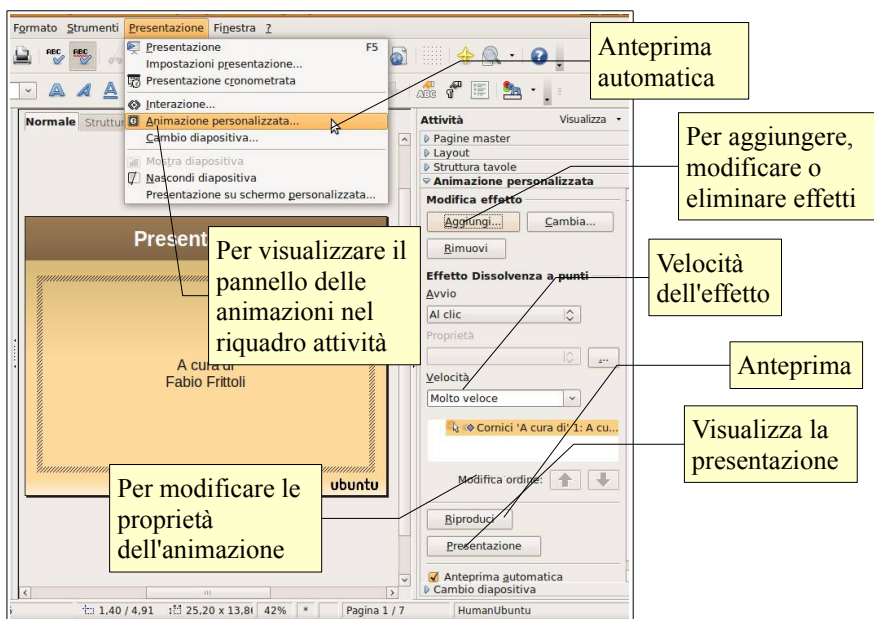 Formato Strumenti Presentazione Finestra ?
Presentazione F5
Impostazioni presentazione...
Presentazione cronometrata
Interazione...
Animazione personalizzata...
Cambio diapositiva...
Mostra diapositiva
Nascondi diapositiva
Presentazione su schermo personalizzata...
ABC ABC
Normale Struttur
Present
A cura di
Fabio Frittoli
ubuntu
Attività Visualizza
Pagine master
Layout
Struttura tavole
Animazione personalizzata
Modifica effetto
Aggiungi... Cambia...
Rimuovi
Effetto Dissolvenza a punti
Avvio
Al clic
Proprietà
...
Velocità
Molto veloce
Cornici 'A cura di' 1: A cu...
Modifica ordine:
Riproduci
Presentazione
Anteprima automatica
Cambio diapositiva
1,40 / 4,91 25,20 x 13,8( 42% * Pagina 1 / 7 HumanUbuntu
Anteprima
automatica
Per aggiungere,
modificare o
eliminare effetti
Per visualizzare il
pannello delle
animazioni nel
riquadro attività
Velocità
dell'effetto
Anteprima
Visualizza la
presentazione
Per modificare le
proprietà
dell'animazione